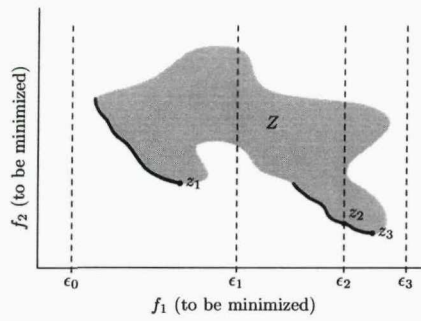 f₂ (to be minimized)
Z
z₁
z₂
z₃
ϵ₀ ϵ₁ ϵ₂ ϵ₃
f₁ (to be minimized)